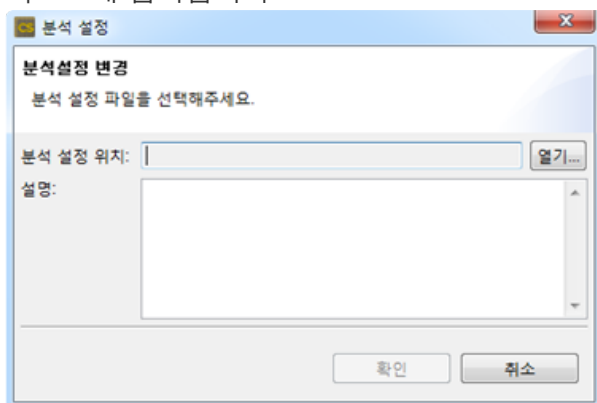 CS 분석 설정
분석설정 변경
분석 설정 파일을 선택해주세요.
분석 설정 위치: 열기...
설명:
확인 취소